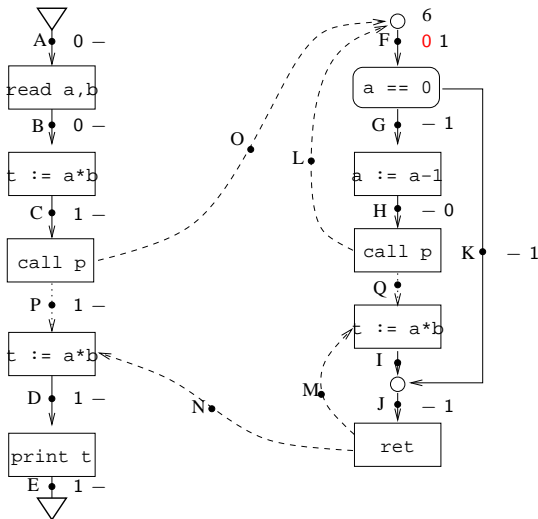 A 0 –
read a,b
B 0 –
t := a*b
C 1 –
call p
P 1 –
t := a*b
D 1 –
print t
E 1 –
O
N
6
F 0 1
a == 0
G – 1
L
a := a-1
H – 0
call p
K – 1
Q
t := a*b
I
M
J – 1
ret